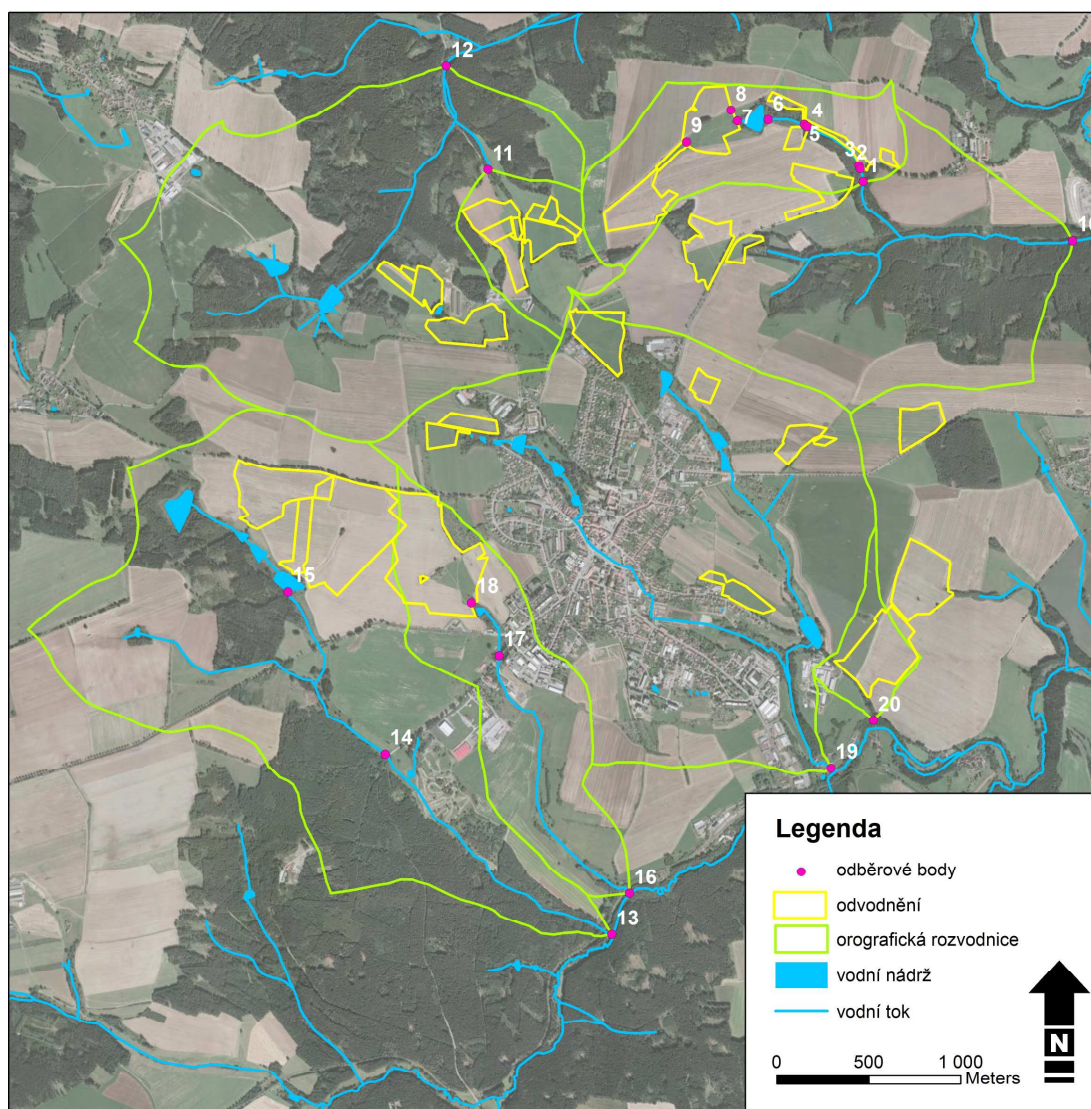 12
8
6
4
7
5
9
32
1
11
10
15
18
17
14
20
19
16
13
Legenda
odběrové body
odvodnění
orografická rozvodnice
vodní nádrž
vodní tok
N
0 500 1 000
Meters